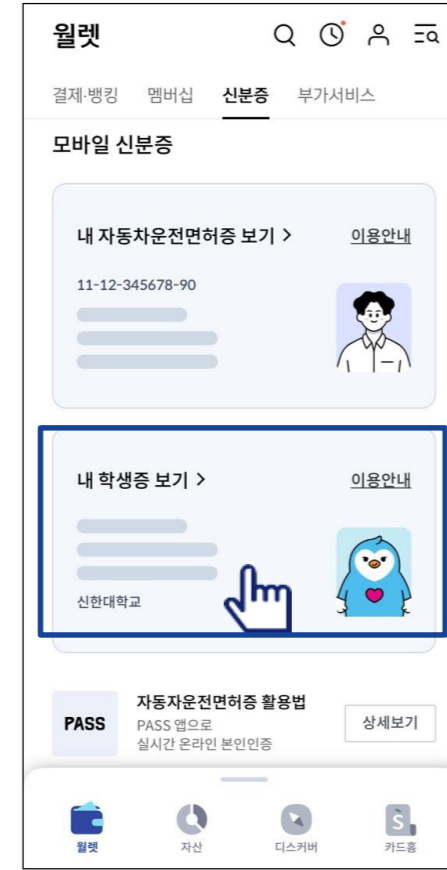 월렛
결제·뱅킹 멤버십 신분증 부가서비스
모바일 신분증
내 자동차운전면허증 보기 > 이용안내
11-12-345678-90
내 학생증 보기 > 이용안내
신한대학교
자동자운전면허증 활용법
PASS PASS 앱으로 상세보기
실시간 온라인 본인인증
월렛 자산 디스커버 카드홈